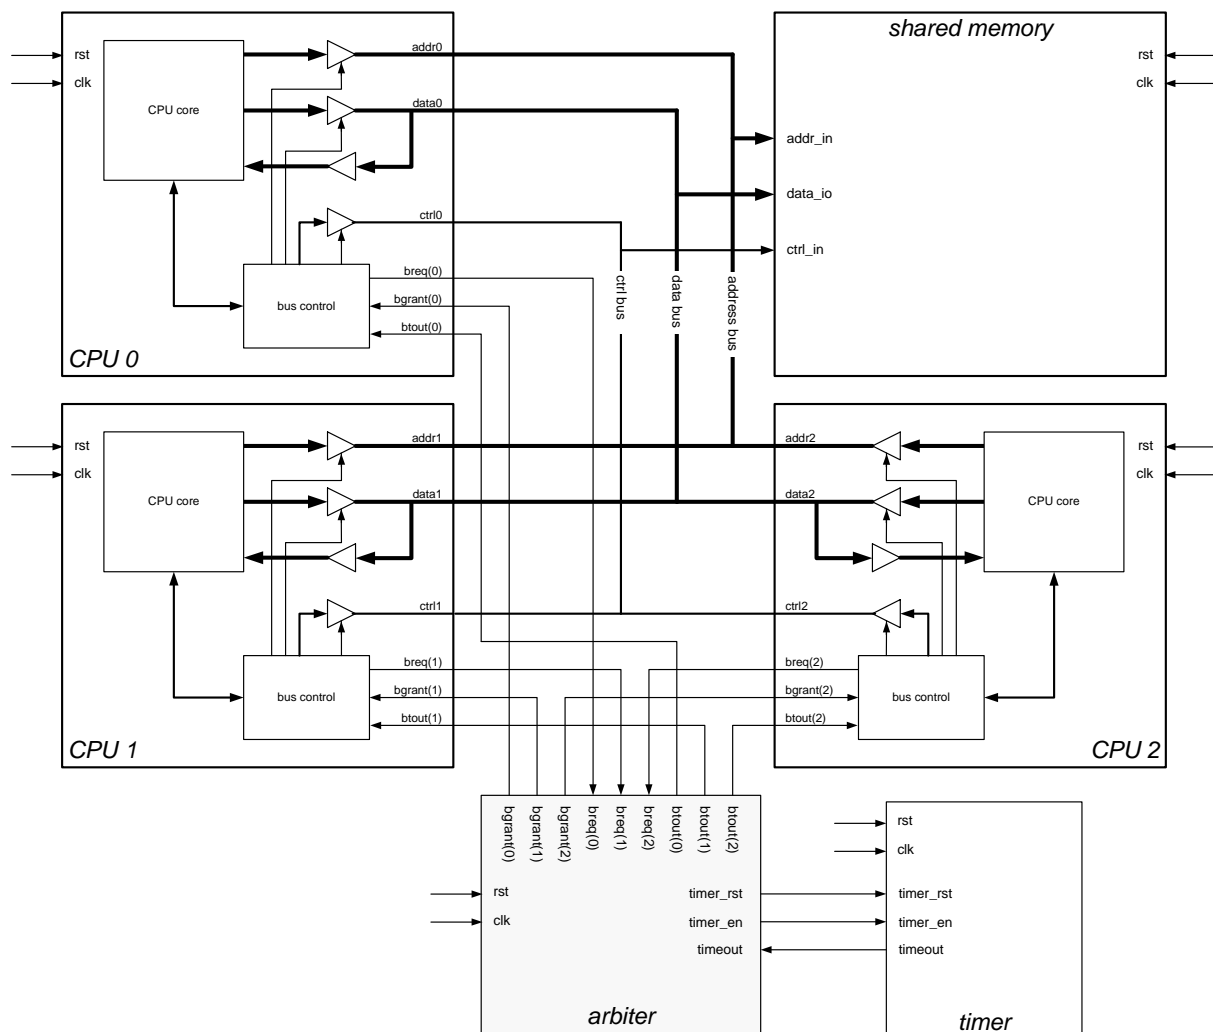 shared memory
rst
clk
CPU core
addr0
data0
ctrl0
breq(0)
bgrant(0)
btout(0)
bus control
CPU 0
rst
clk
addr_in
data_io
ctrl_in
ctrl bus
data bus
address bus
rst
clk
CPU core
addr1
data1
ctrl1
breq(1)
bgrant(1)
btout(1)
bus control
CPU 1
addr2
data2
ctrl2
breq(2)
bgrant(2)
btout(2)
CPU core
rst
clk
bus control
CPU 2
bgrant(0)
bgrant(1)
bgrant(2)
breq(0)
breq(1)
breq(2)
btout(0)
btout(1)
btout(2)
rst
clk
timer_rst
timer_en
timeout
arbiter
rst
clk
timer_rst
timer_en
timeout
timer